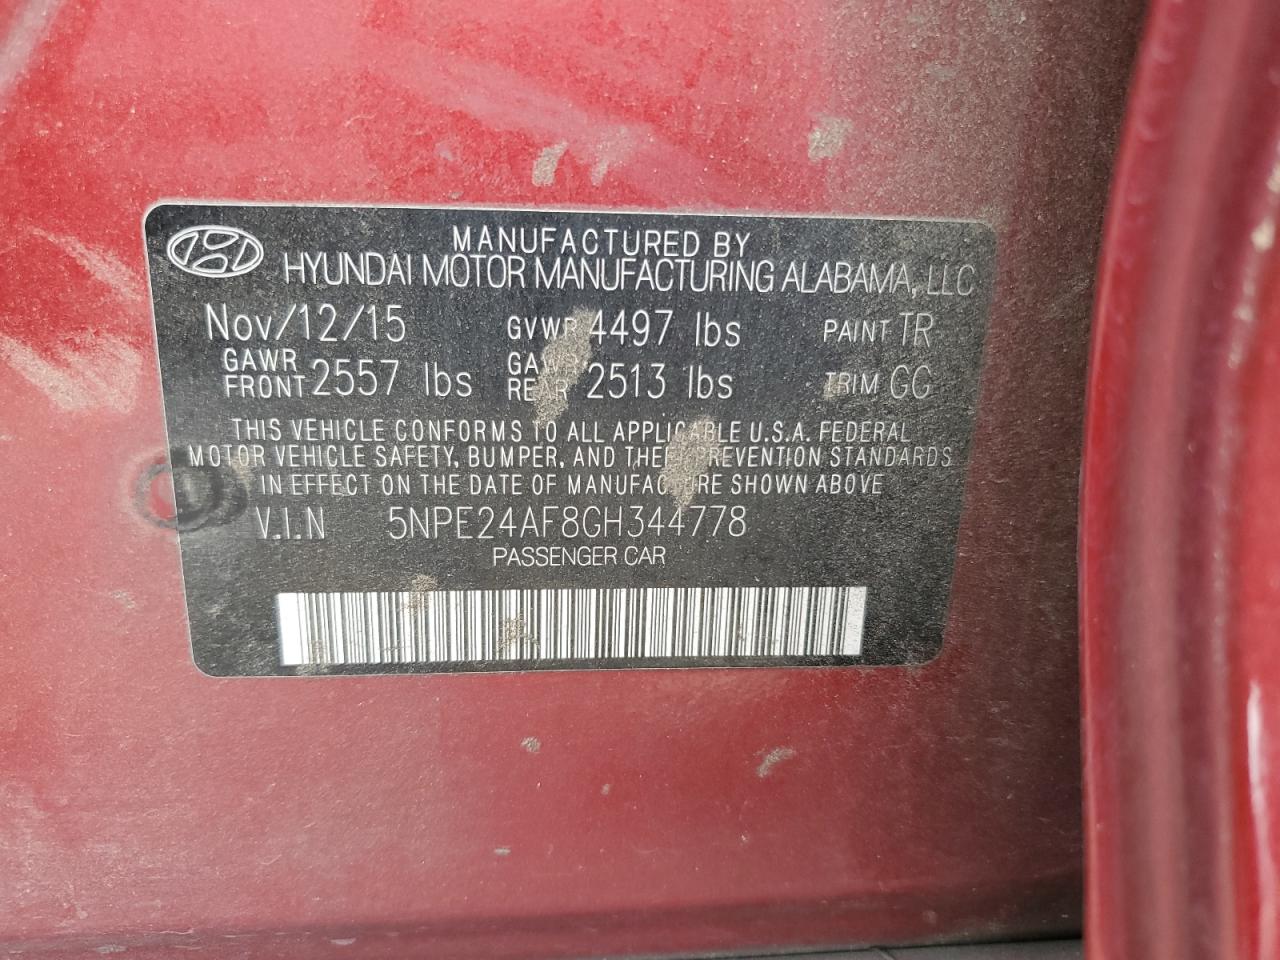 MANUFACTURED BY
HYUNDAI MOTOR MANUFACTURING ALABAMA, LLC
Nov/12/15 GVWR 4497 lbs PAINT TR
GAWR FRONT 2557 lbs GAWR REAR 2513 lbs TRIM GG
THIS VEHICLE CONFORMS TO ALL APPLICABLE U.S.A. FEDERAL
MOTOR VEHICLE SAFETY, BUMPER, AND THEFT PREVENTION STANDARDS
IN EFFECT ON THE DATE OF MANUFACTURE SHOWN ABOVE
V.I.N 5NPE24AF8GH344778
PASSENGER CAR